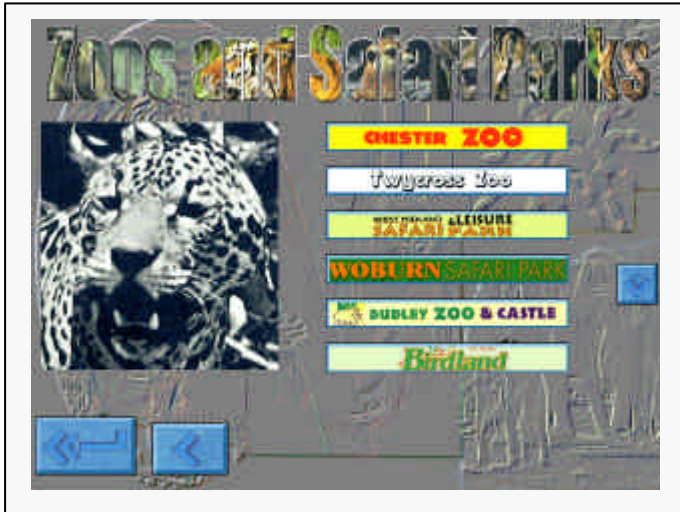 Zoos and Safari Parks
CHESTER ZOO
Twycross Zoo
WEST MIDLAND & LEISURE
SAFARI PARK
WOBURN SAFARI PARK
DUDLEY ZOO & CASTLE
Birdland